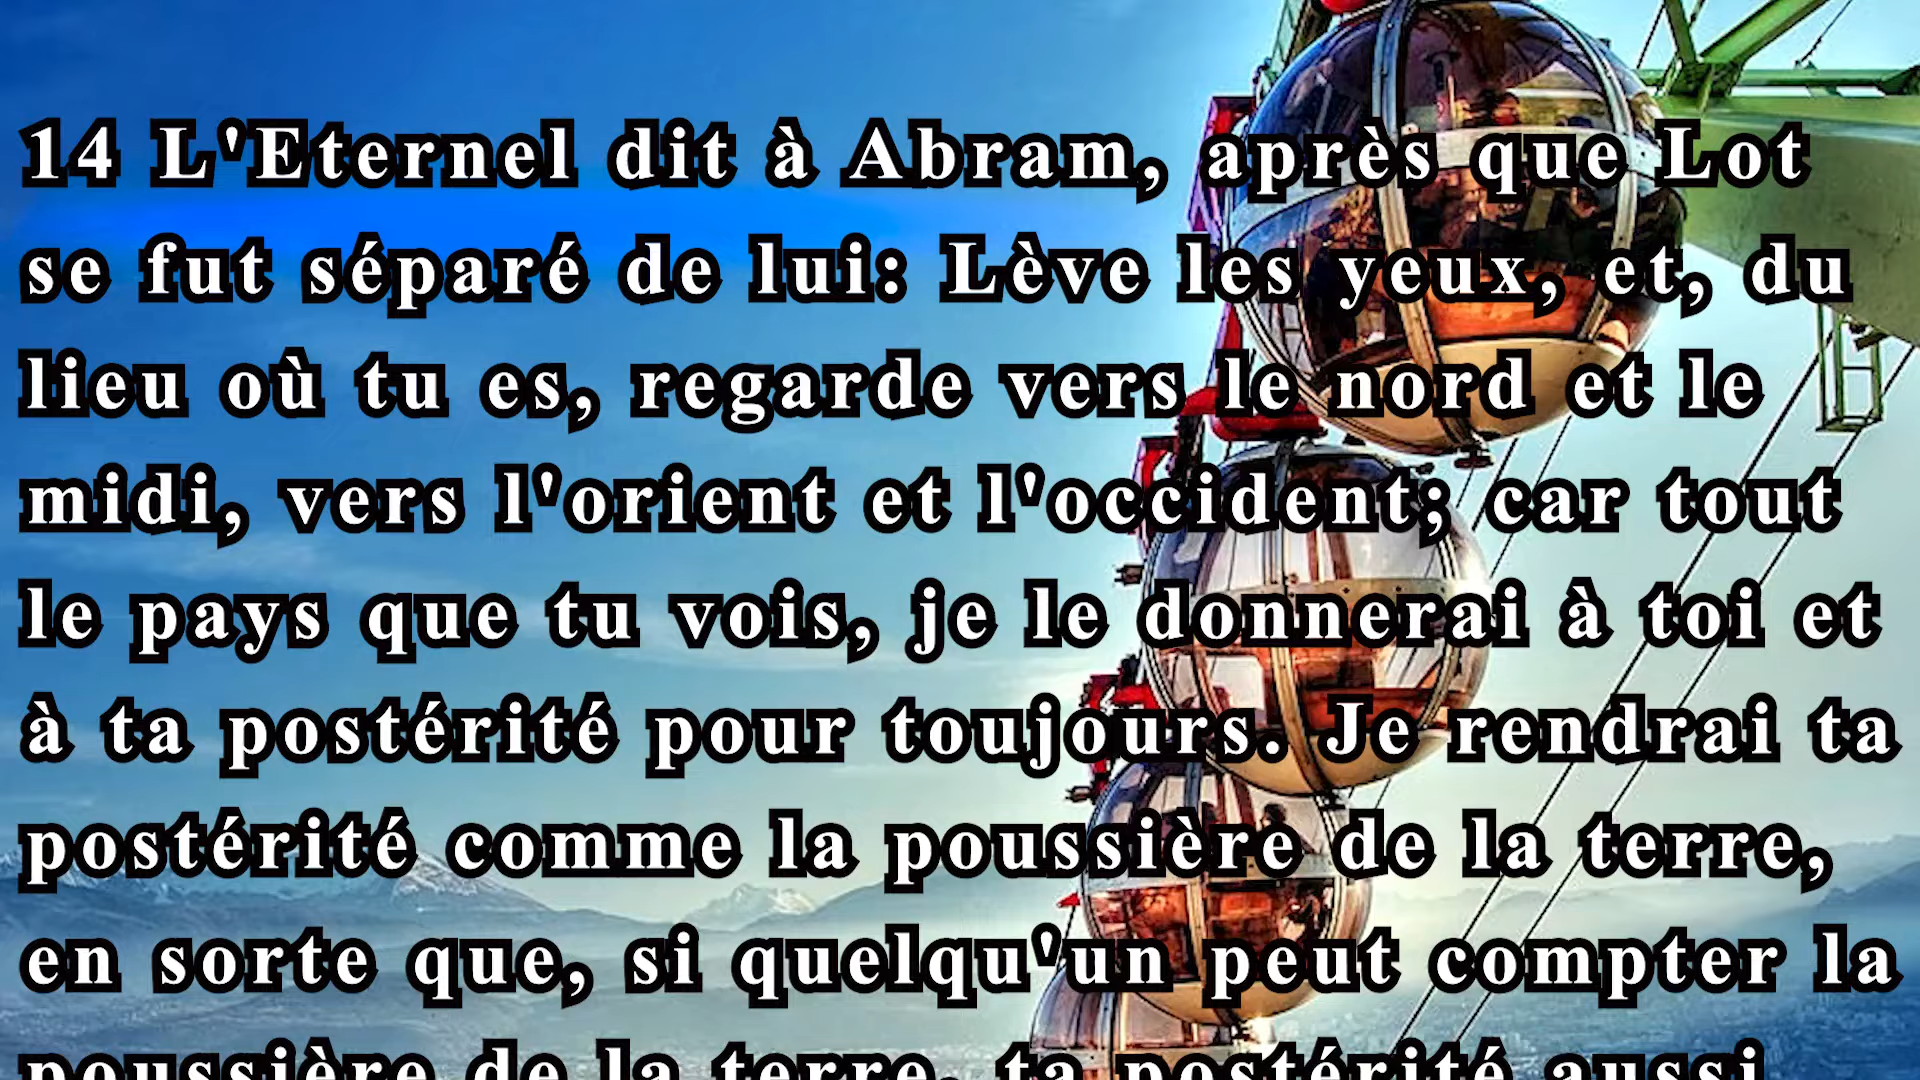 14 L'Eternel dit à Abram, après que Lot
se fut séparé de lui: Lève les yeux, et, du
lieu où tu es, regarde vers le nord et le
midi, vers l'orient et l'occident; car tout
le pays que tu vois, je le donnerai à toi et
à ta postérité pour toujours. Je rendrai ta
postérité comme la poussière de la terre,
en sorte que, si quelqu'un peut compter la
poussière de la terre, ta postérité aussi